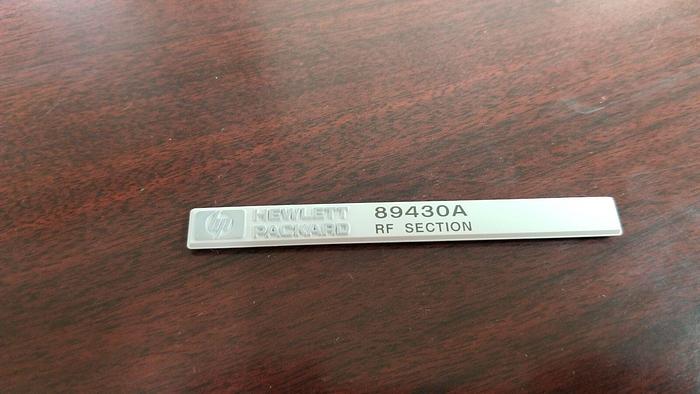 hp HEWLETT
PACKARD
89430A
RF SECTION